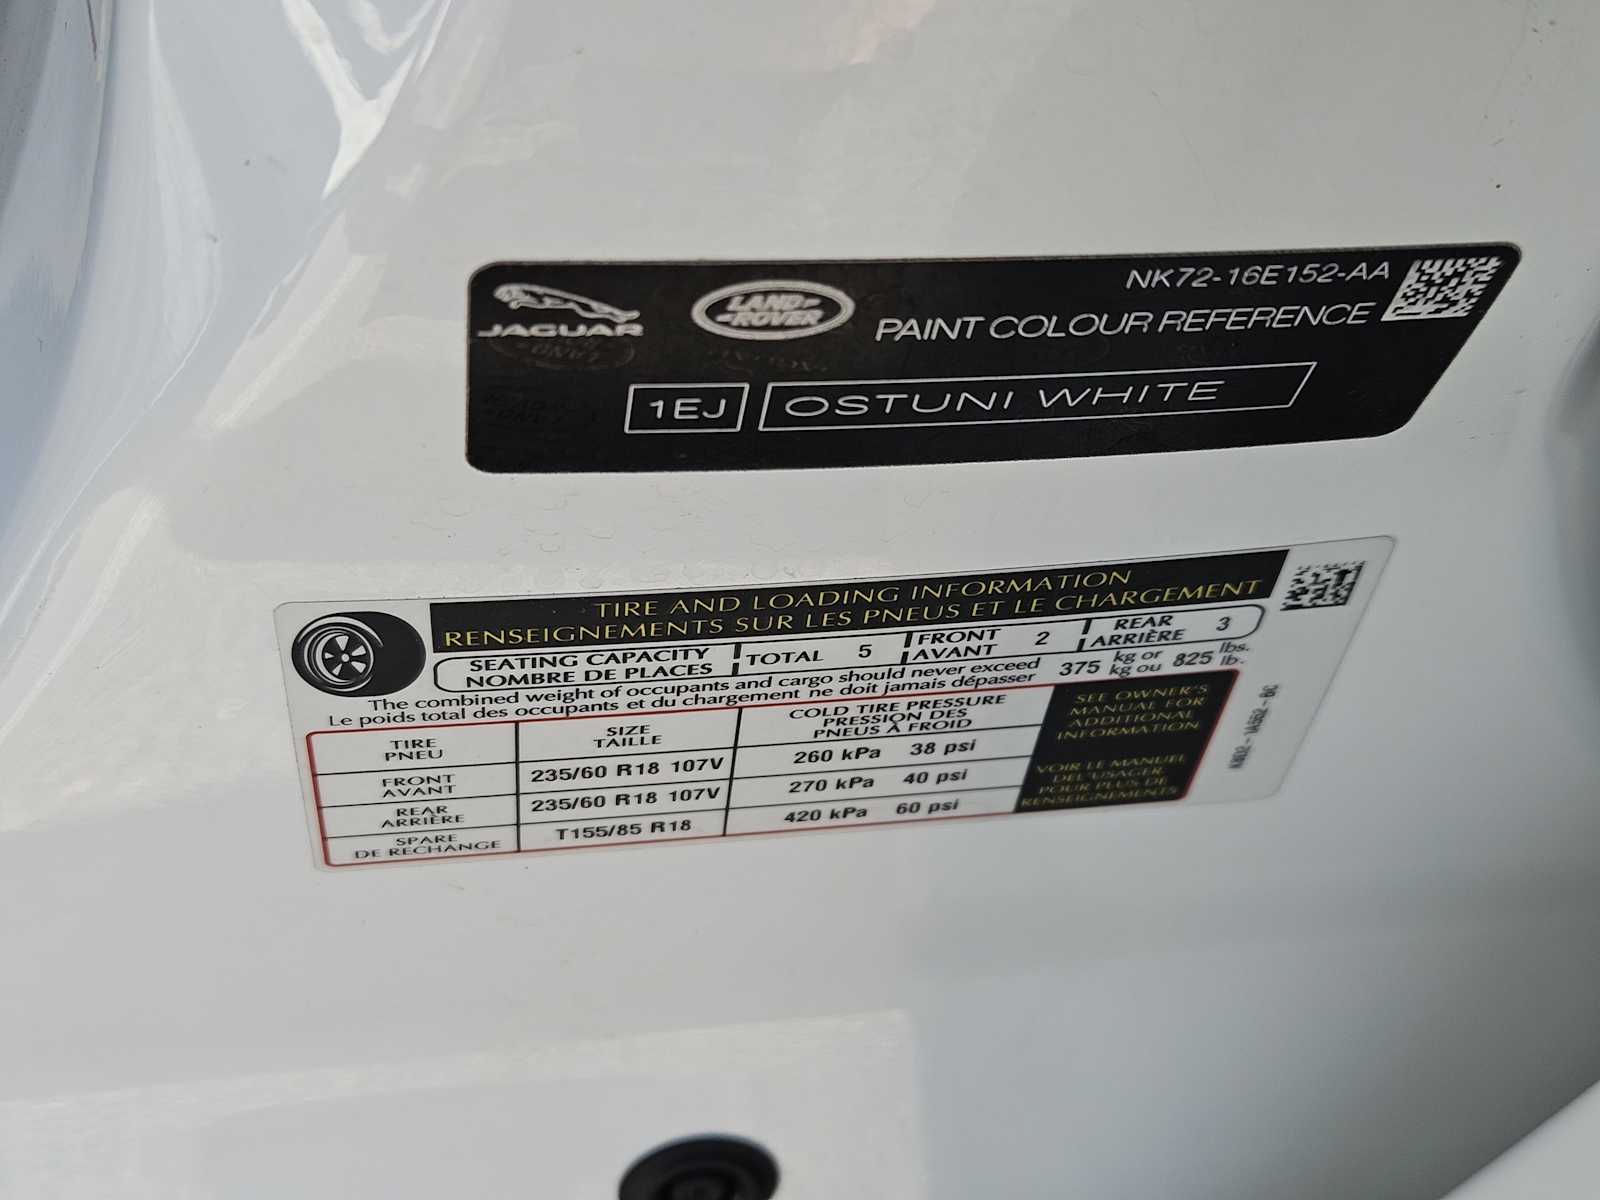 JAGUAR
LAND-
-ROVER
NK72-16E152-AA
PAINT COLOUR REFERENCE
1EJ OSTUNI WHITE
TIRE AND LOADING INFORMATION
RENSEIGNEMENTS SUR LES PNEUS ET LE CHARGEMENT
SEATING CAPACITY
NOMBRE DE PLACES
TOTAL 5
FRONT
AVANT
2
REAR
ARRIÈRE
3
The combined weight of occupants and cargo should never exceed
Le poids total des occupants et du chargement ne doit jamais dépasser
375 kg or 825 lbs.
kg ou lb.
TIRE
PNEU
SIZE
TAILLE
COLD TIRE PRESSURE
PRESSION DES
PNEUS À FROID
FRONT
AVANT
235/60 R18 107V
260 kPa 38 psi
REAR
ARRIÈRE
235/60 R18 107V
270 kPa 40 psi
SPARE
DE RECHANGE
T155/85 R18
420 kPa 60 psi
SEE OWNER'S
MANUAL FOR
ADDITIONAL
INFORMATION
VOIR LE MANUEL
DEL'USAGER
POUR PLUS DE
RENSEIGNEMENTS